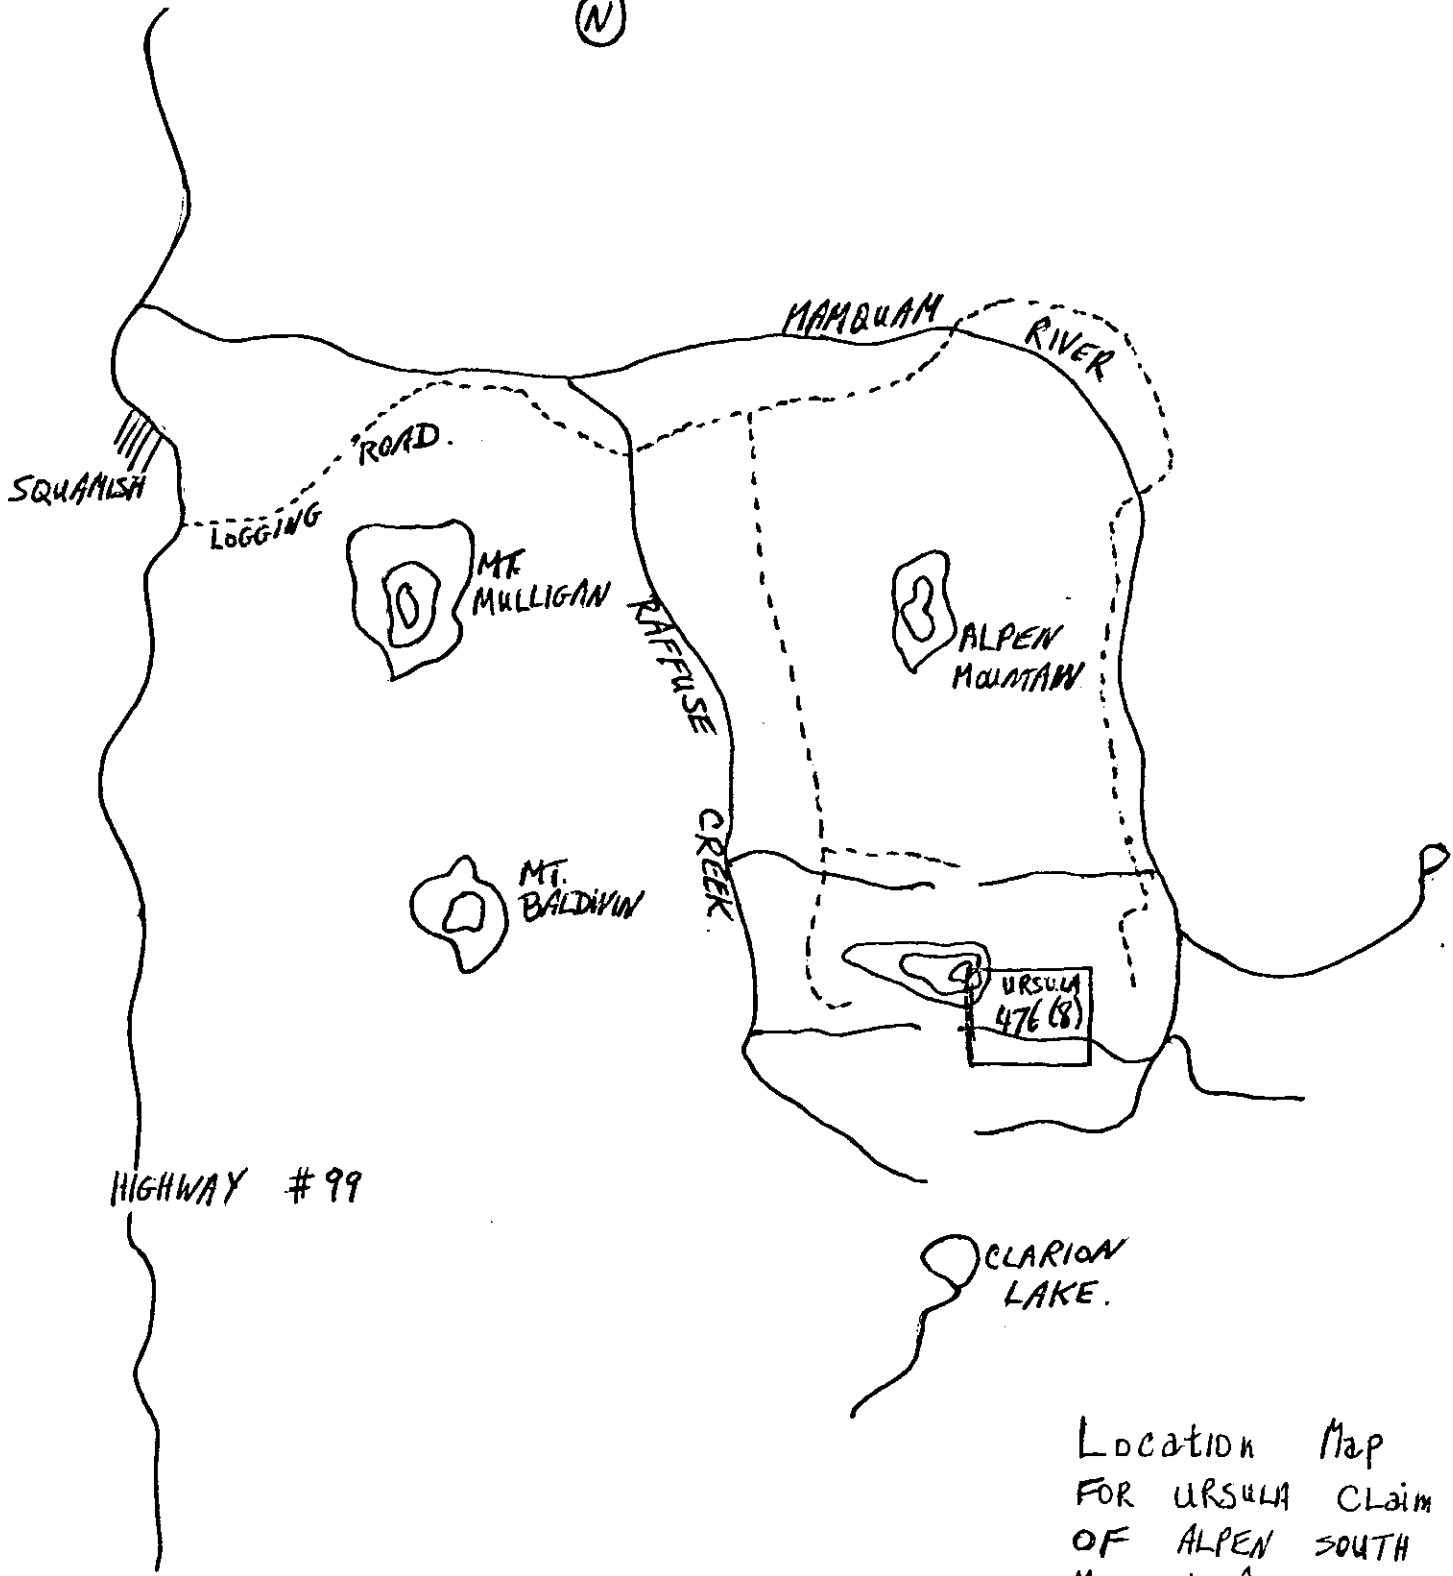 N
MAMQUAM
RIVER
ROAD.
SQUAMISH
LOGGING
MT.
MULLIGAN
RAFFUSE
ALPEN
MOUNTAIN
CREEK
MT.
BALDWIN
URSULA
476 (8)
HIGHWAY #99
CLARION
LAKE.
Location Map
FOR URSULA CLaim
OF ALPEN SOUTH